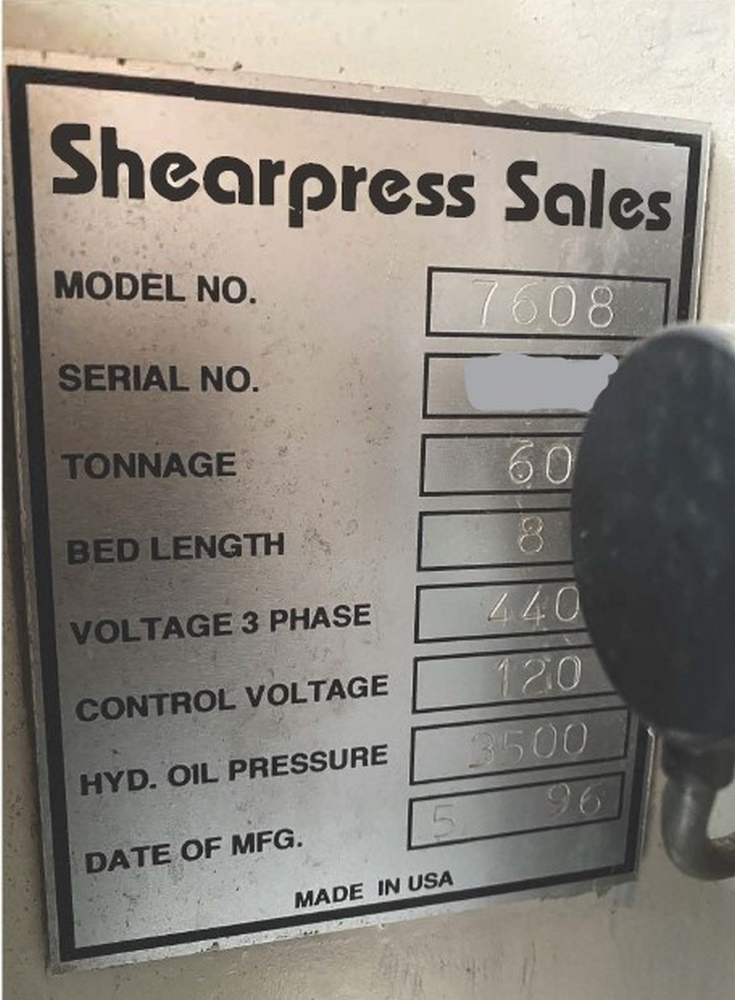 Shearpress Sales
MODEL NO. 7608
SERIAL NO.
TONNAGE 60
BED LENGTH 8
VOLTAGE 3 PHASE 440
CONTROL VOLTAGE 120
HYD. OIL PRESSURE 3500
DATE OF MFG. 5 96
MADE IN USA